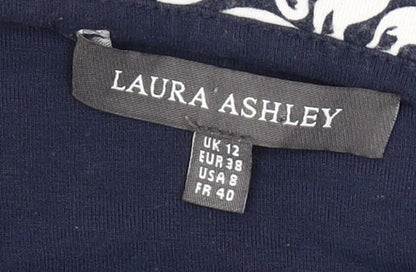 LAURA ASHLEY
UK 12
EUR 38
USA 8
FR 40